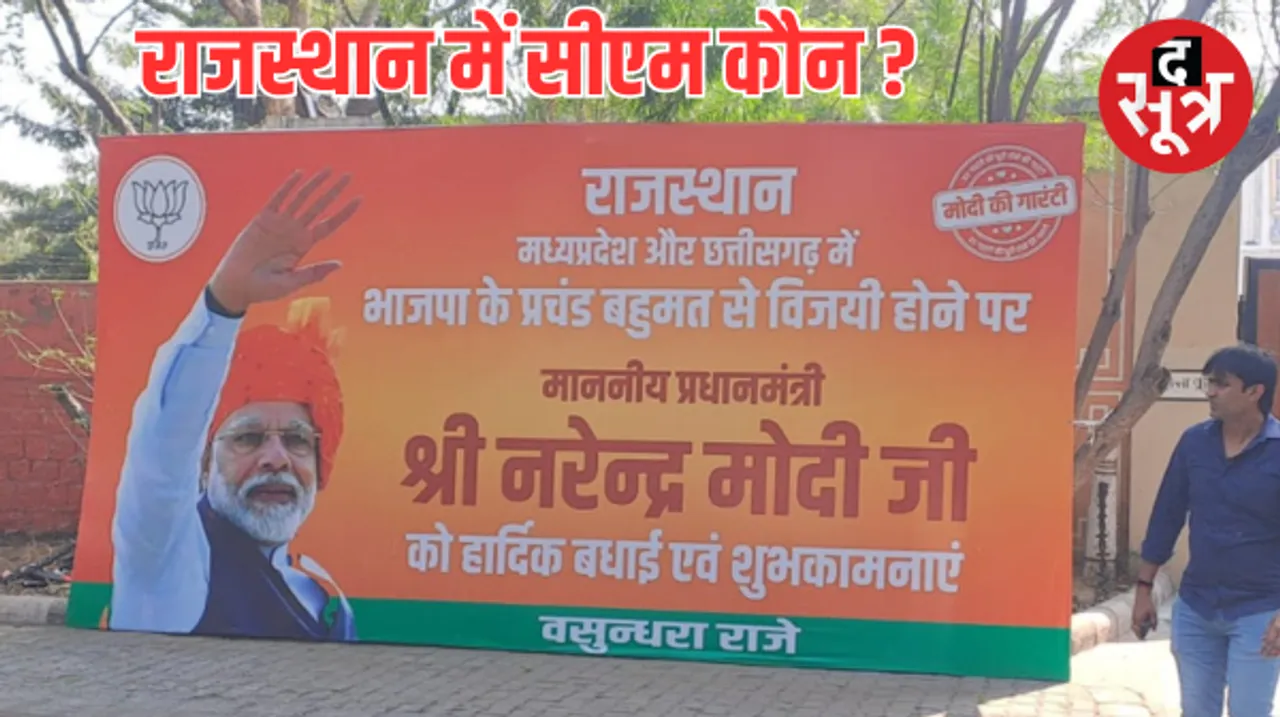 राजस्थान में सीएम कौन ?
द
सूत्र
राजस्थान
मोदी की गारंटी
मध्यप्रदेश और छत्तीसगढ़ में
भाजपा के प्रचंड बहुमत से विजयी होने पर
माननीय प्रधानमंत्री
श्री नरेन्द्र मोदी जी
को हार्दिक बधाई एवं शुभकामनाएं
वसुन्धरा राजे